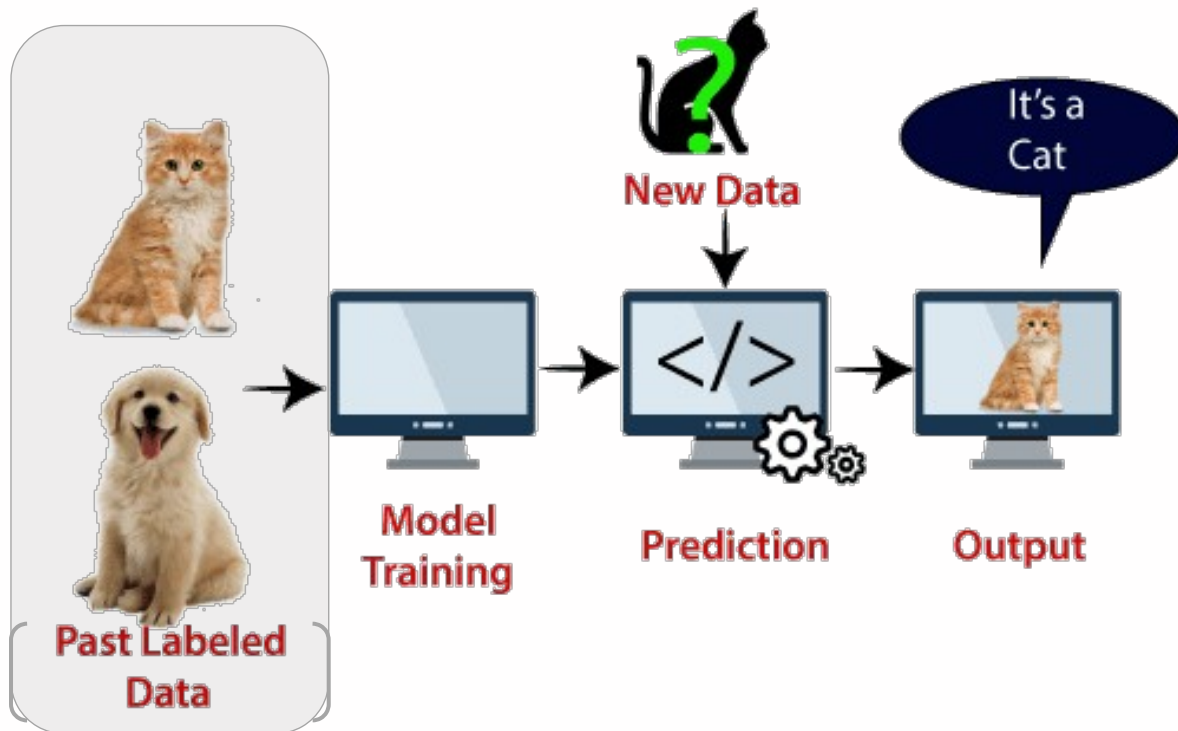 ?
New Data
It's a
Cat
</>
Model
Training
Prediction
Output
Past Labeled
Data